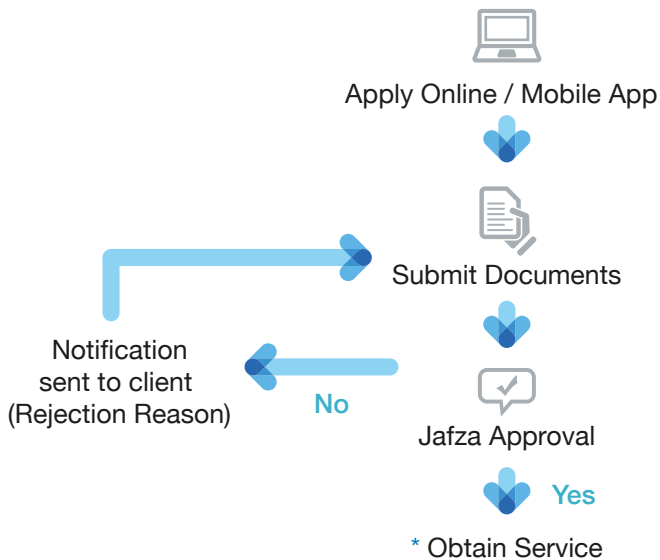 Apply Online / Mobile App
Submit Documents
Notification
sent to client
(Rejection Reason)
No
Jafza Approval
Yes
* Obtain Service